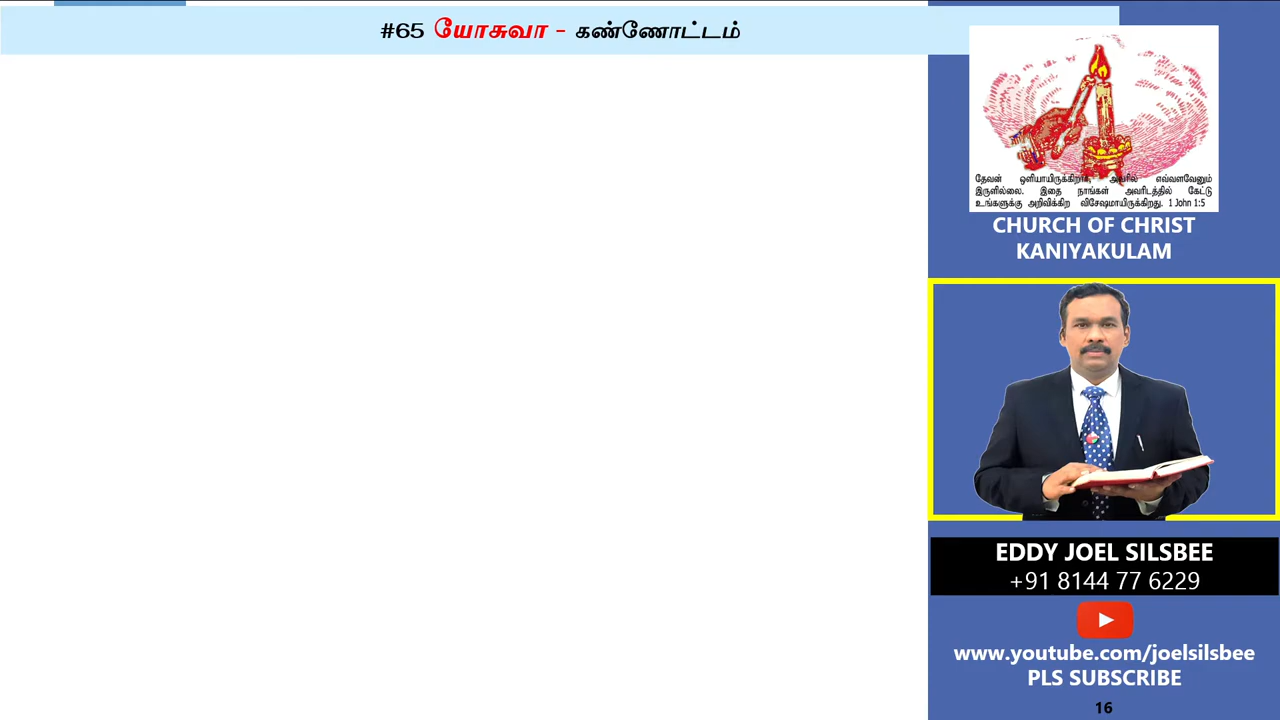 #65 யோசுவா - கண்ணோட்டம்
தேவன் ஒளியாயிருக்கிறார், அவரில் எவ்வளவேனும்
இருளில்லை. இதை நாங்கள் அவரிடத்தில் கேட்டு
உங்களுக்கு அறிவிக்கிற விசேஷமாயிருக்கிறது. 1 John 1:5
CHURCH OF CHRIST
KANIYAKULAM
EDDY JOEL SILSBEE
+91 8144 77 6229
www.youtube.com/joelsilsbee
PLS SUBSCRIBE
16